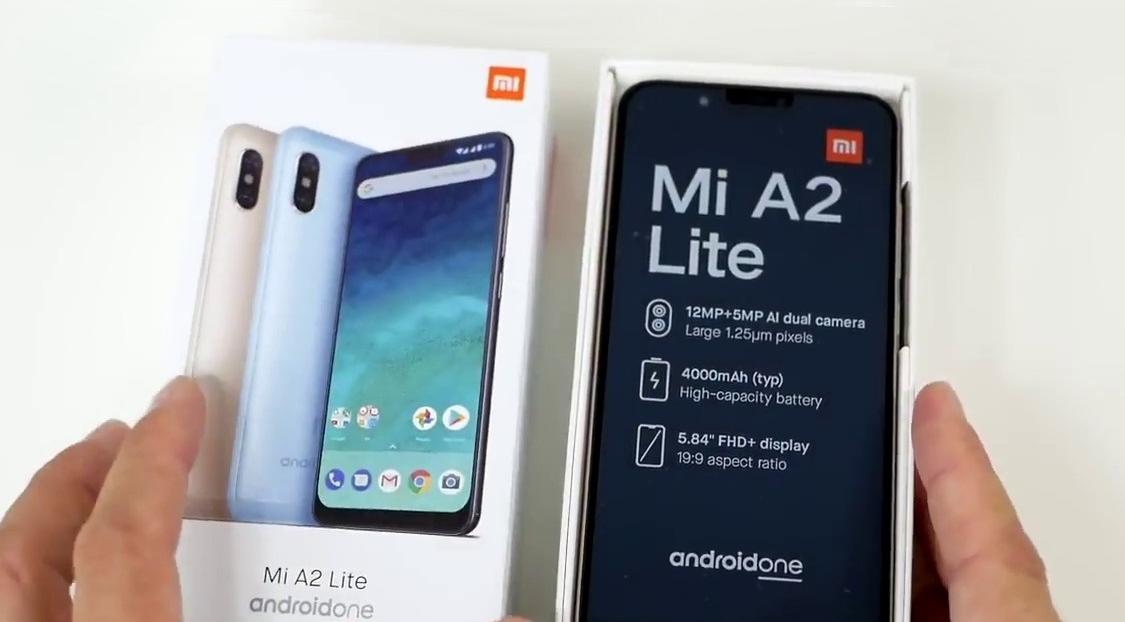 mi
andr
Mi A2 Lite
androidone
mi
Mi A2
Lite
12MP+5MP AI dual camera
Large 1.25μm pixels
4000mAh (typ)
High-capacity battery
5.84" FHD+ display
19:9 aspect ratio
androidone